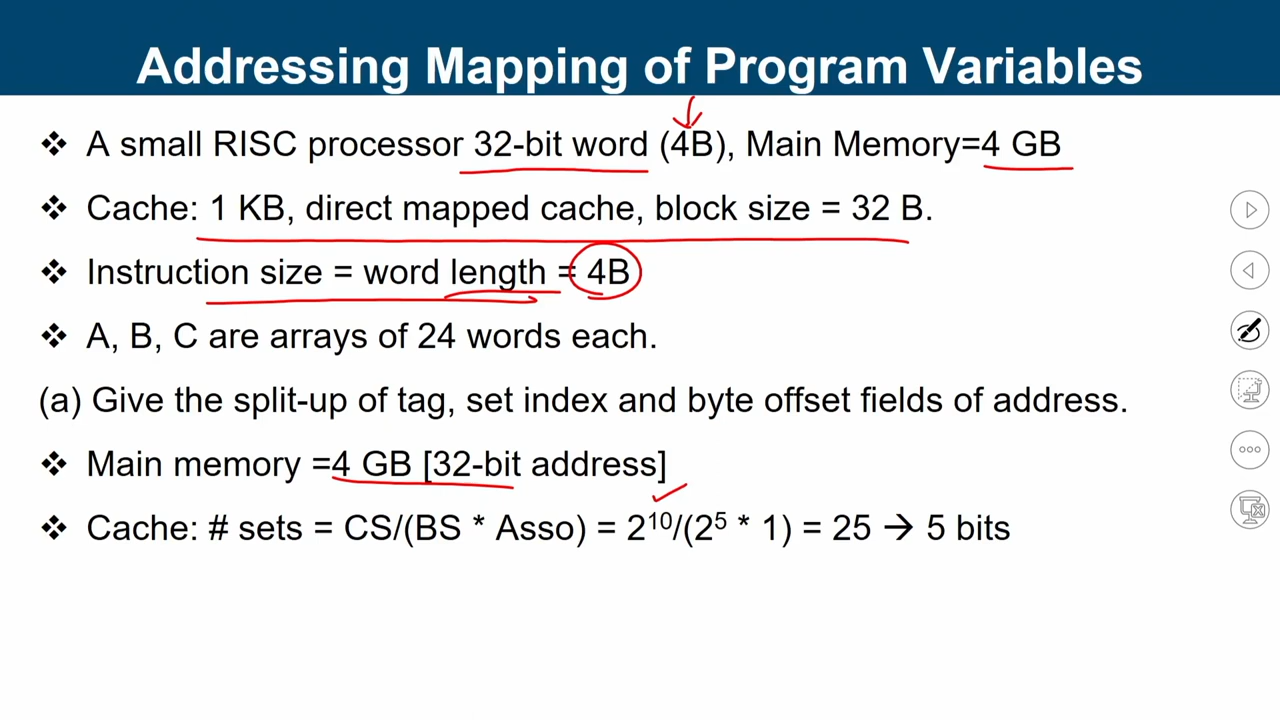 Addressing Mapping of Program Variables
❖ A small RISC processor 32-bit word (4B), Main Memory=4 GB
❖ Cache: 1 KB, direct mapped cache, block size = 32 B.
❖ Instruction size = word length = 4B
❖ A, B, C are arrays of 24 words each.
(a) Give the split-up of tag, set index and byte offset fields of address.
❖ Main memory =4 GB [32-bit address]
❖ Cache: # sets = CS/(BS * Asso) = 2¹⁰/(2⁵ * 1) = 25 → 5 bits